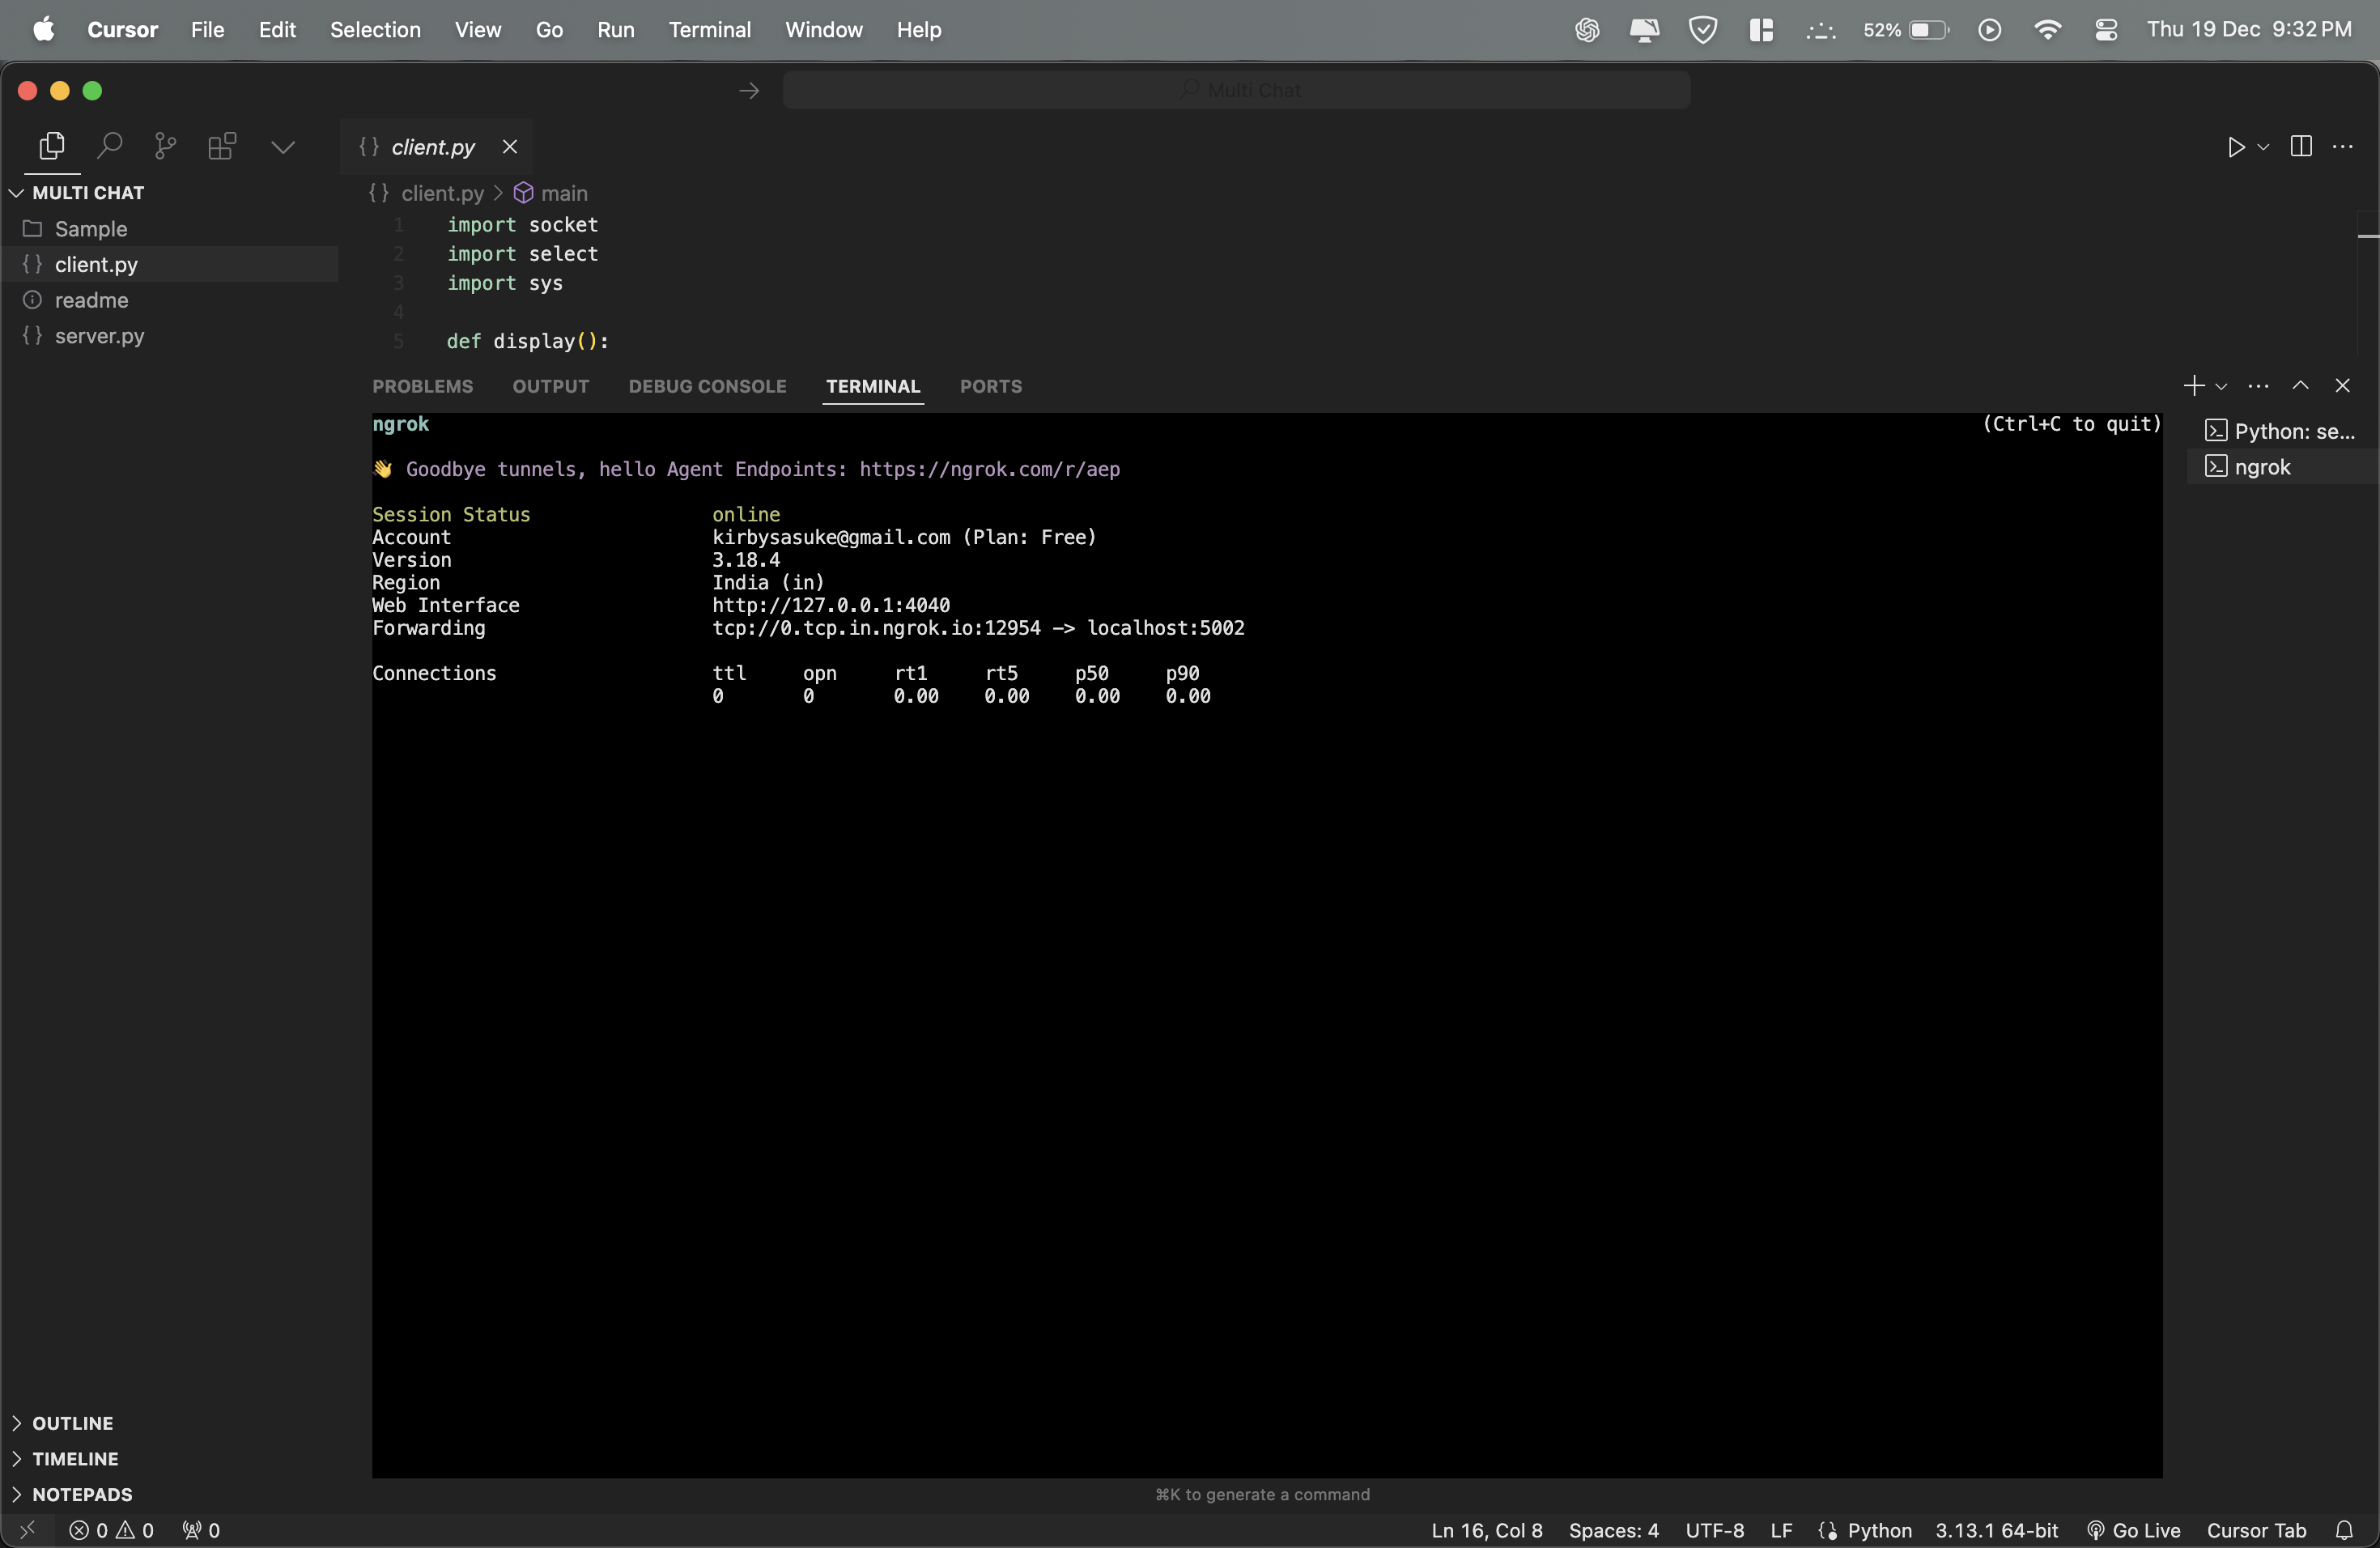 Cursor File Edit Selection View Go Run Terminal Window Help 52% Thu 19 Dec 9:32 PM
Multi Chat
client.py
MULTI CHAT
Sample
client.py
readme
server.py
client.py > main
1 import socket
2 import select
3 import sys
4
5 def display():
PROBLEMS OUTPUT DEBUG CONSOLE TERMINAL PORTS
ngrok (Ctrl+C to quit)
👋 Goodbye tunnels, hello Agent Endpoints: https://ngrok.com/r/aep
Session Status online
Account kirbysasuke@gmail.com (Plan: Free)
Version 3.18.4
Region India (in)
Web Interface http://127.0.0.1:4040
Forwarding tcp://0.tcp.in.ngrok.io:12954 -> localhost:5002
Connections ttl opn rt1 rt5 p50 p90
0 0 0.00 0.00 0.00 0.00
Python: se...
ngrok
OUTLINE
TIMELINE
NOTEPADS
⌘K to generate a command
0 0 0 Ln 16, Col 8 Spaces: 4 UTF-8 LF Python 3.13.1 64-bit Go Live Cursor Tab